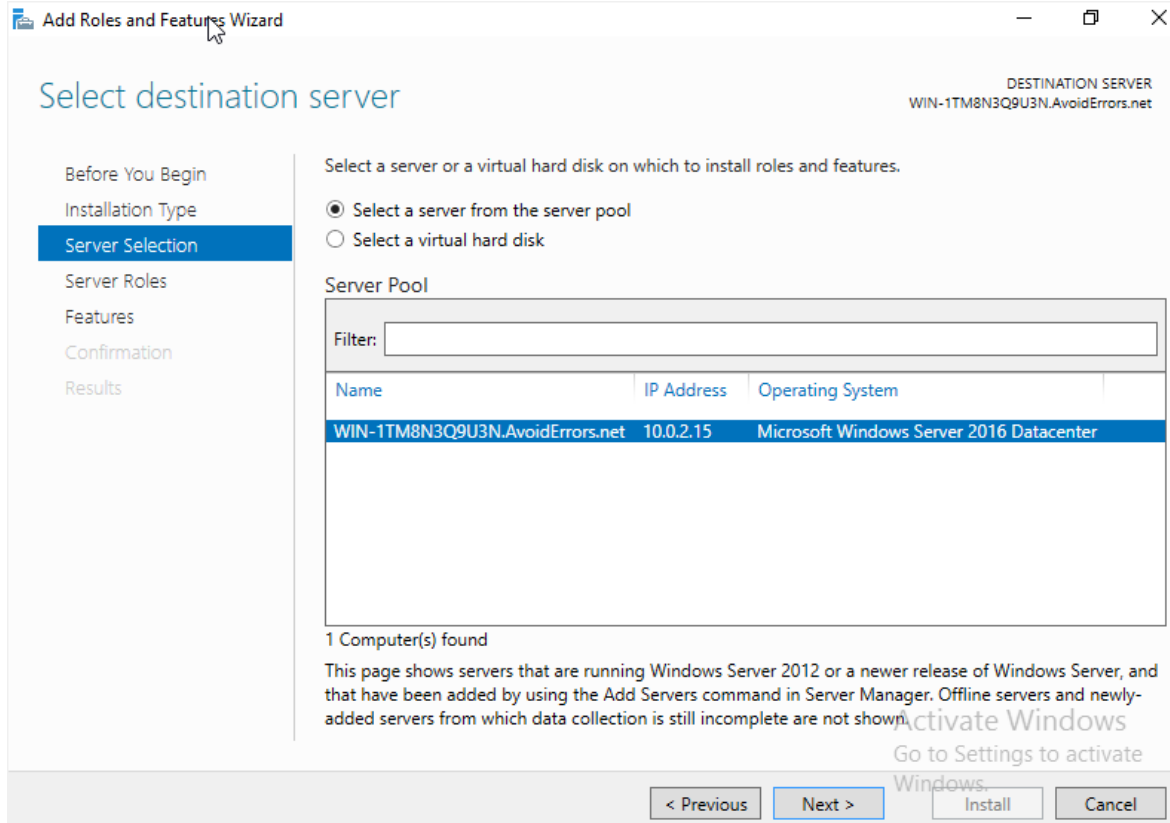 Add Roles and Features Wizard
Select destination server
DESTINATION SERVER
WIN-1TM8N3Q9U3N.AvoidErrors.net
Before You Begin
Installation Type
Server Selection
Server Roles
Features
Confirmation
Results
Select a server or a virtual hard disk on which to install roles and features.
Select a server from the server pool
Select a virtual hard disk
Server Pool
Filter:
Name IP Address Operating System
WIN-1TM8N3Q9U3N.AvoidErrors.net 10.0.2.15 Microsoft Windows Server 2016 Datacenter
1 Computer(s) found
This page shows servers that are running Windows Server 2012 or a newer release of Windows Server, and
that have been added by using the Add Servers command in Server Manager. Offline servers and newly-
added servers from which data collection is still incomplete are not shown.
Activate Windows
Go to Settings to activate
Windows.
< Previous Next > Install Cancel